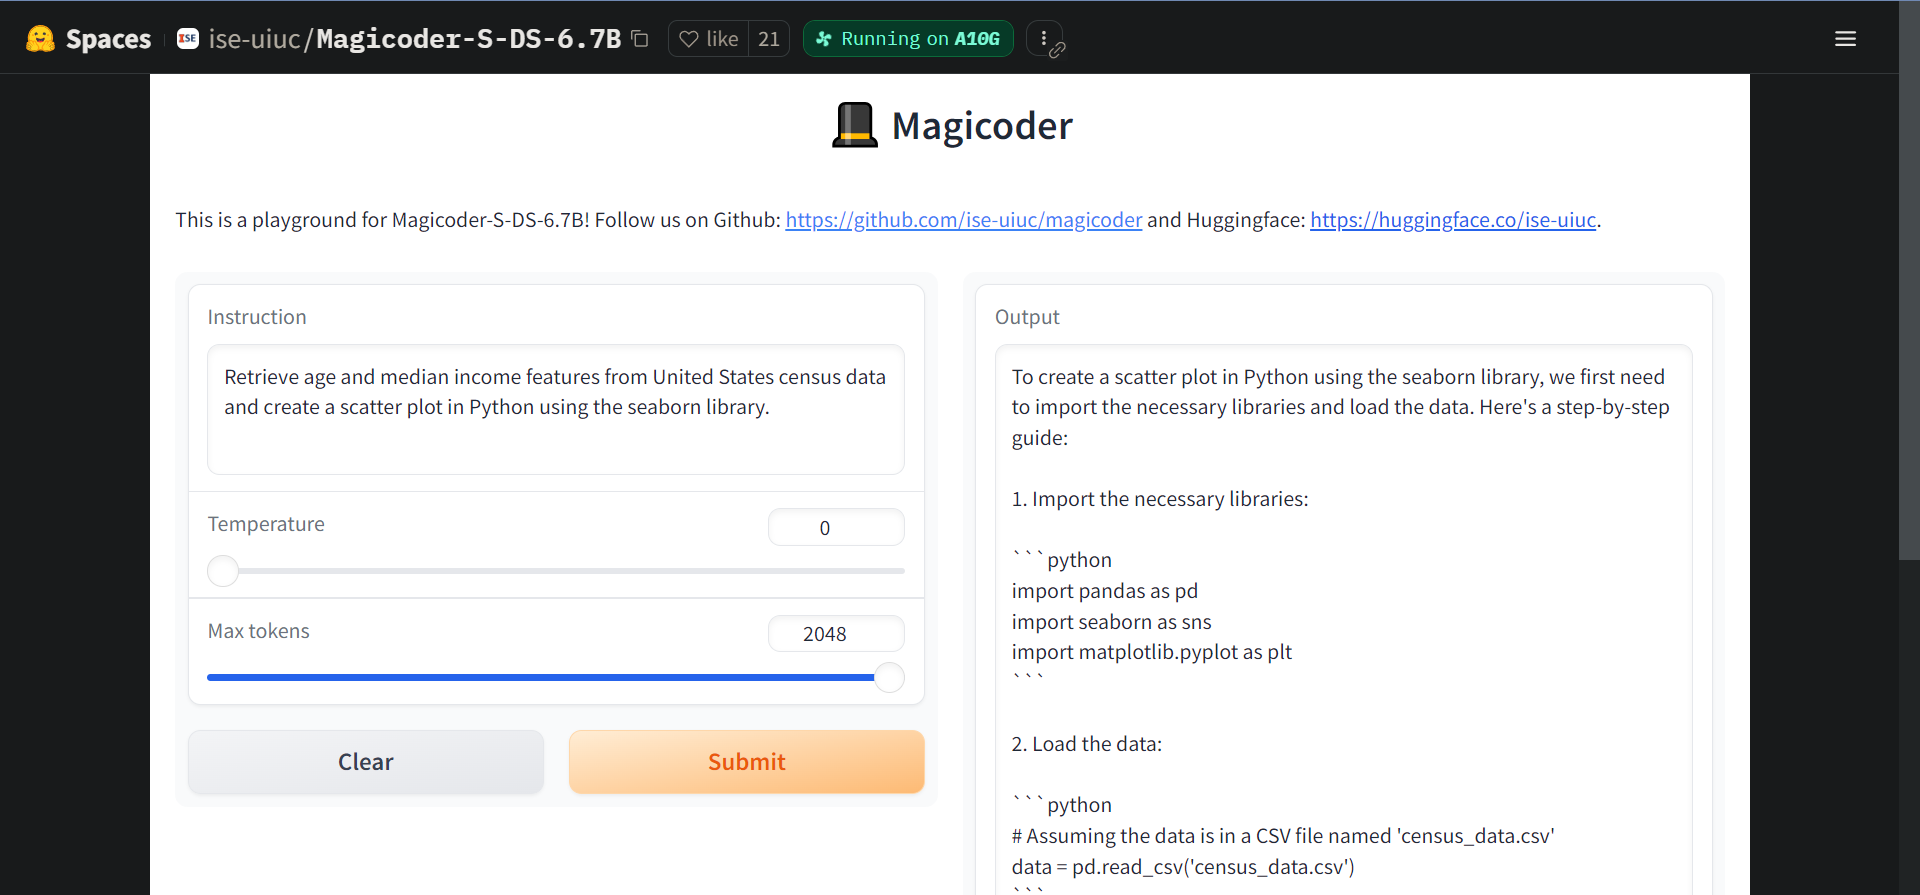 Spaces ISE ise-uiuc/Magicoder-S-DS-6.7B like 21 Running on A10G
Magicoder
This is a playground for Magicoder-S-DS-6.7B! Follow us on Github: https://github.com/ise-uiuc/magicoder and Huggingface: https://huggingface.co/ise-uiuc.
Instruction
Retrieve age and median income features from United States census data
and create a scatter plot in Python using the seaborn library.
Temperature
0
Max tokens
2048
Clear
Submit
Output
To create a scatter plot in Python using the seaborn library, we first need
to import the necessary libraries and load the data. Here's a step-by-step
guide:
1. Import the necessary libraries:
```python
import pandas as pd
import seaborn as sns
import matplotlib.pyplot as plt
```
2. Load the data:
```python
# Assuming the data is in a CSV file named 'census_data.csv'
data = pd.read_csv('census_data.csv')
```